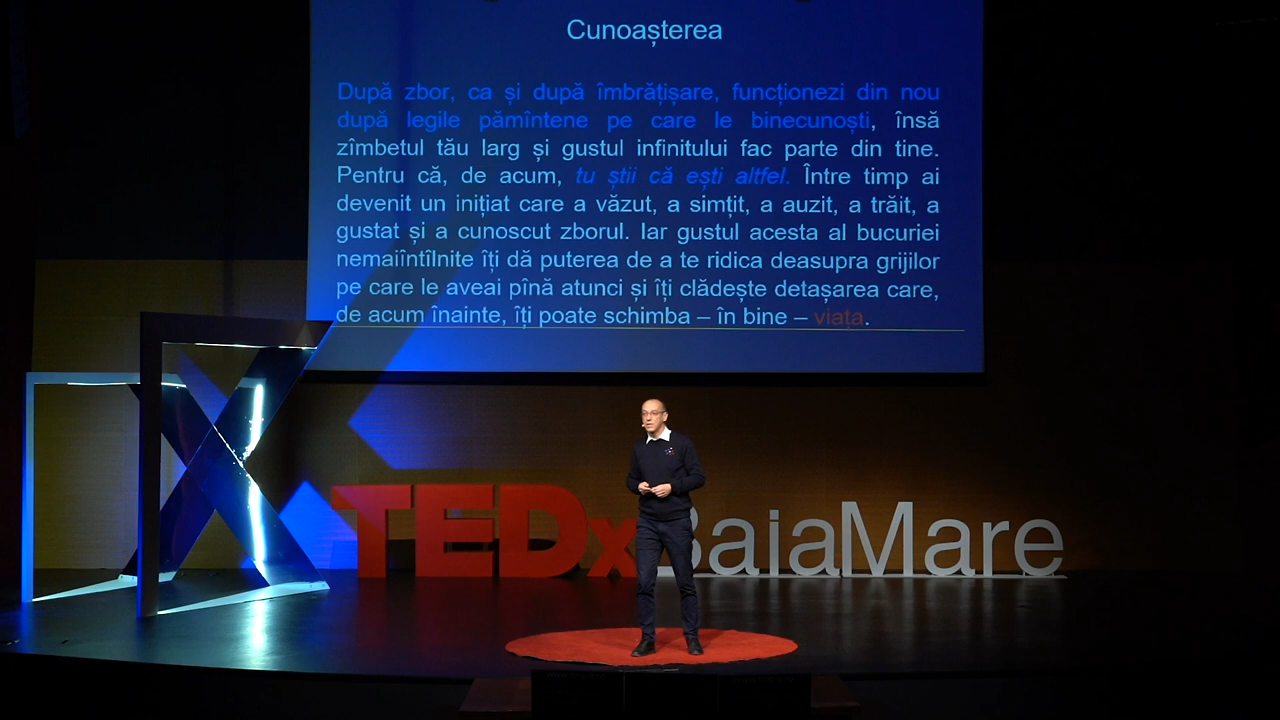 Cunoașterea
După zbor, ca și după îmbrățișare, funcționezi din nou
după legile pămîntene pe care le binecunoști, însă
zîmbetul tău larg și gustul infinitului fac parte din tine.
Pentru că, de acum, tu știi că ești altfel. Între timp ai
devenit un inițiat care a văzut, a simțit, a auzit, a trăit, a
gustat și a cunoscut zborul. Iar gustul acesta al bucuriei
nemaiîntîlnite îți dă puterea de a te ridica deasupra grijilor
pe care le aveai pînă atunci și îți clădește detașarea care,
de acum înainte, îți poate schimba – în bine – viața.
X
TEDxBaiaMare